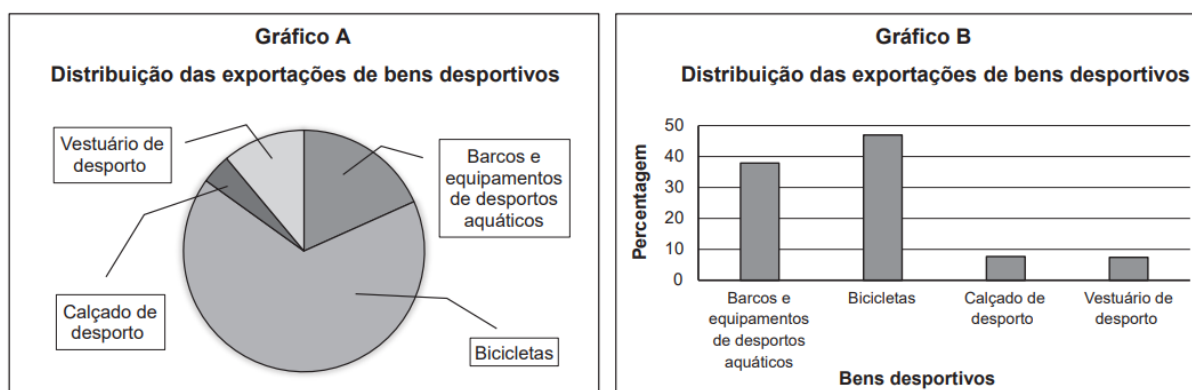 Gráfico A
Distribuição das exportações de bens desportivos
Vestuário de
desporto
Barcos e
equipamentos
de desportos
aquáticos
Calçado de
desporto
Bicicletas
Gráfico B
Distribuição das exportações de bens desportivos
Percentagem
50
40
30
20
10
0
Barcos e
equipamentos
de desportos
aquáticos
Bicicletas
Calçado de
desporto
Vestuário de
desporto
Bens desportivos